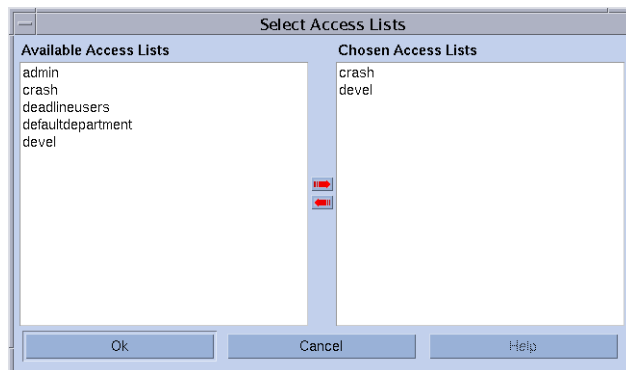 Select Access Lists
Available Access Lists
admin
crash
deadlineusers
defaultdepartment
devel
Chosen Access Lists
crash
devel
Ok
Cancel
Help